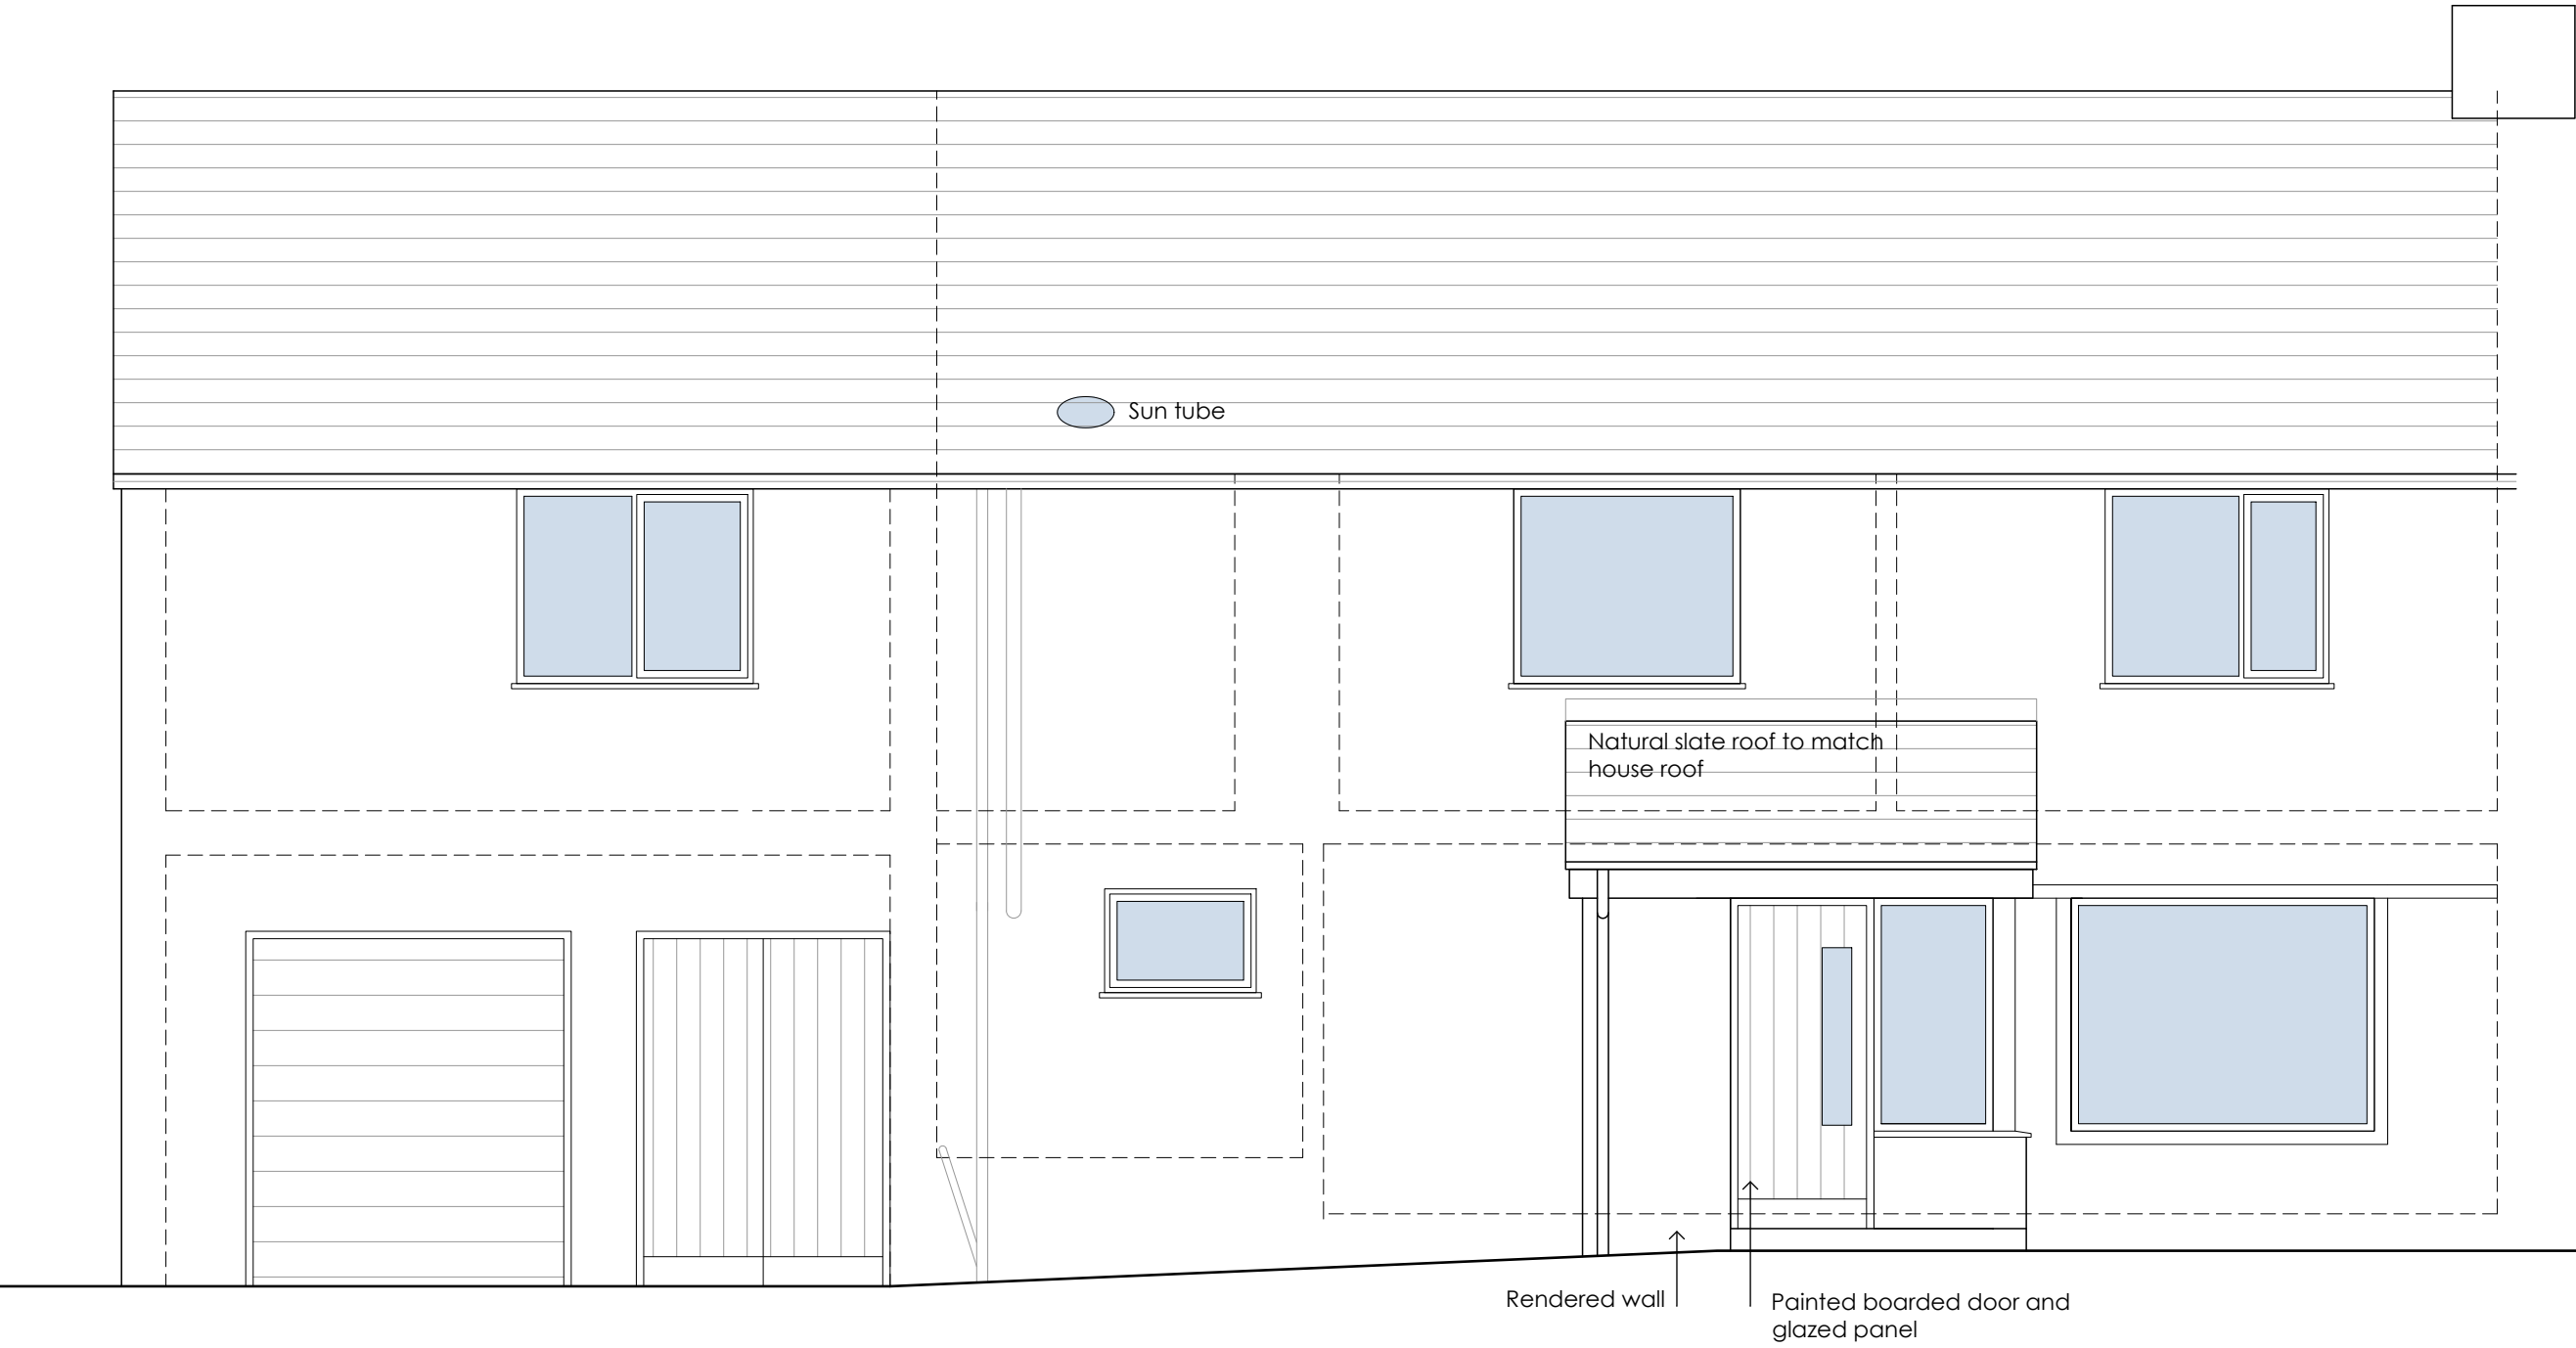 Sun tube
Natural slate roof to match
house roof
Rendered wall
Painted boarded door and
glazed panel